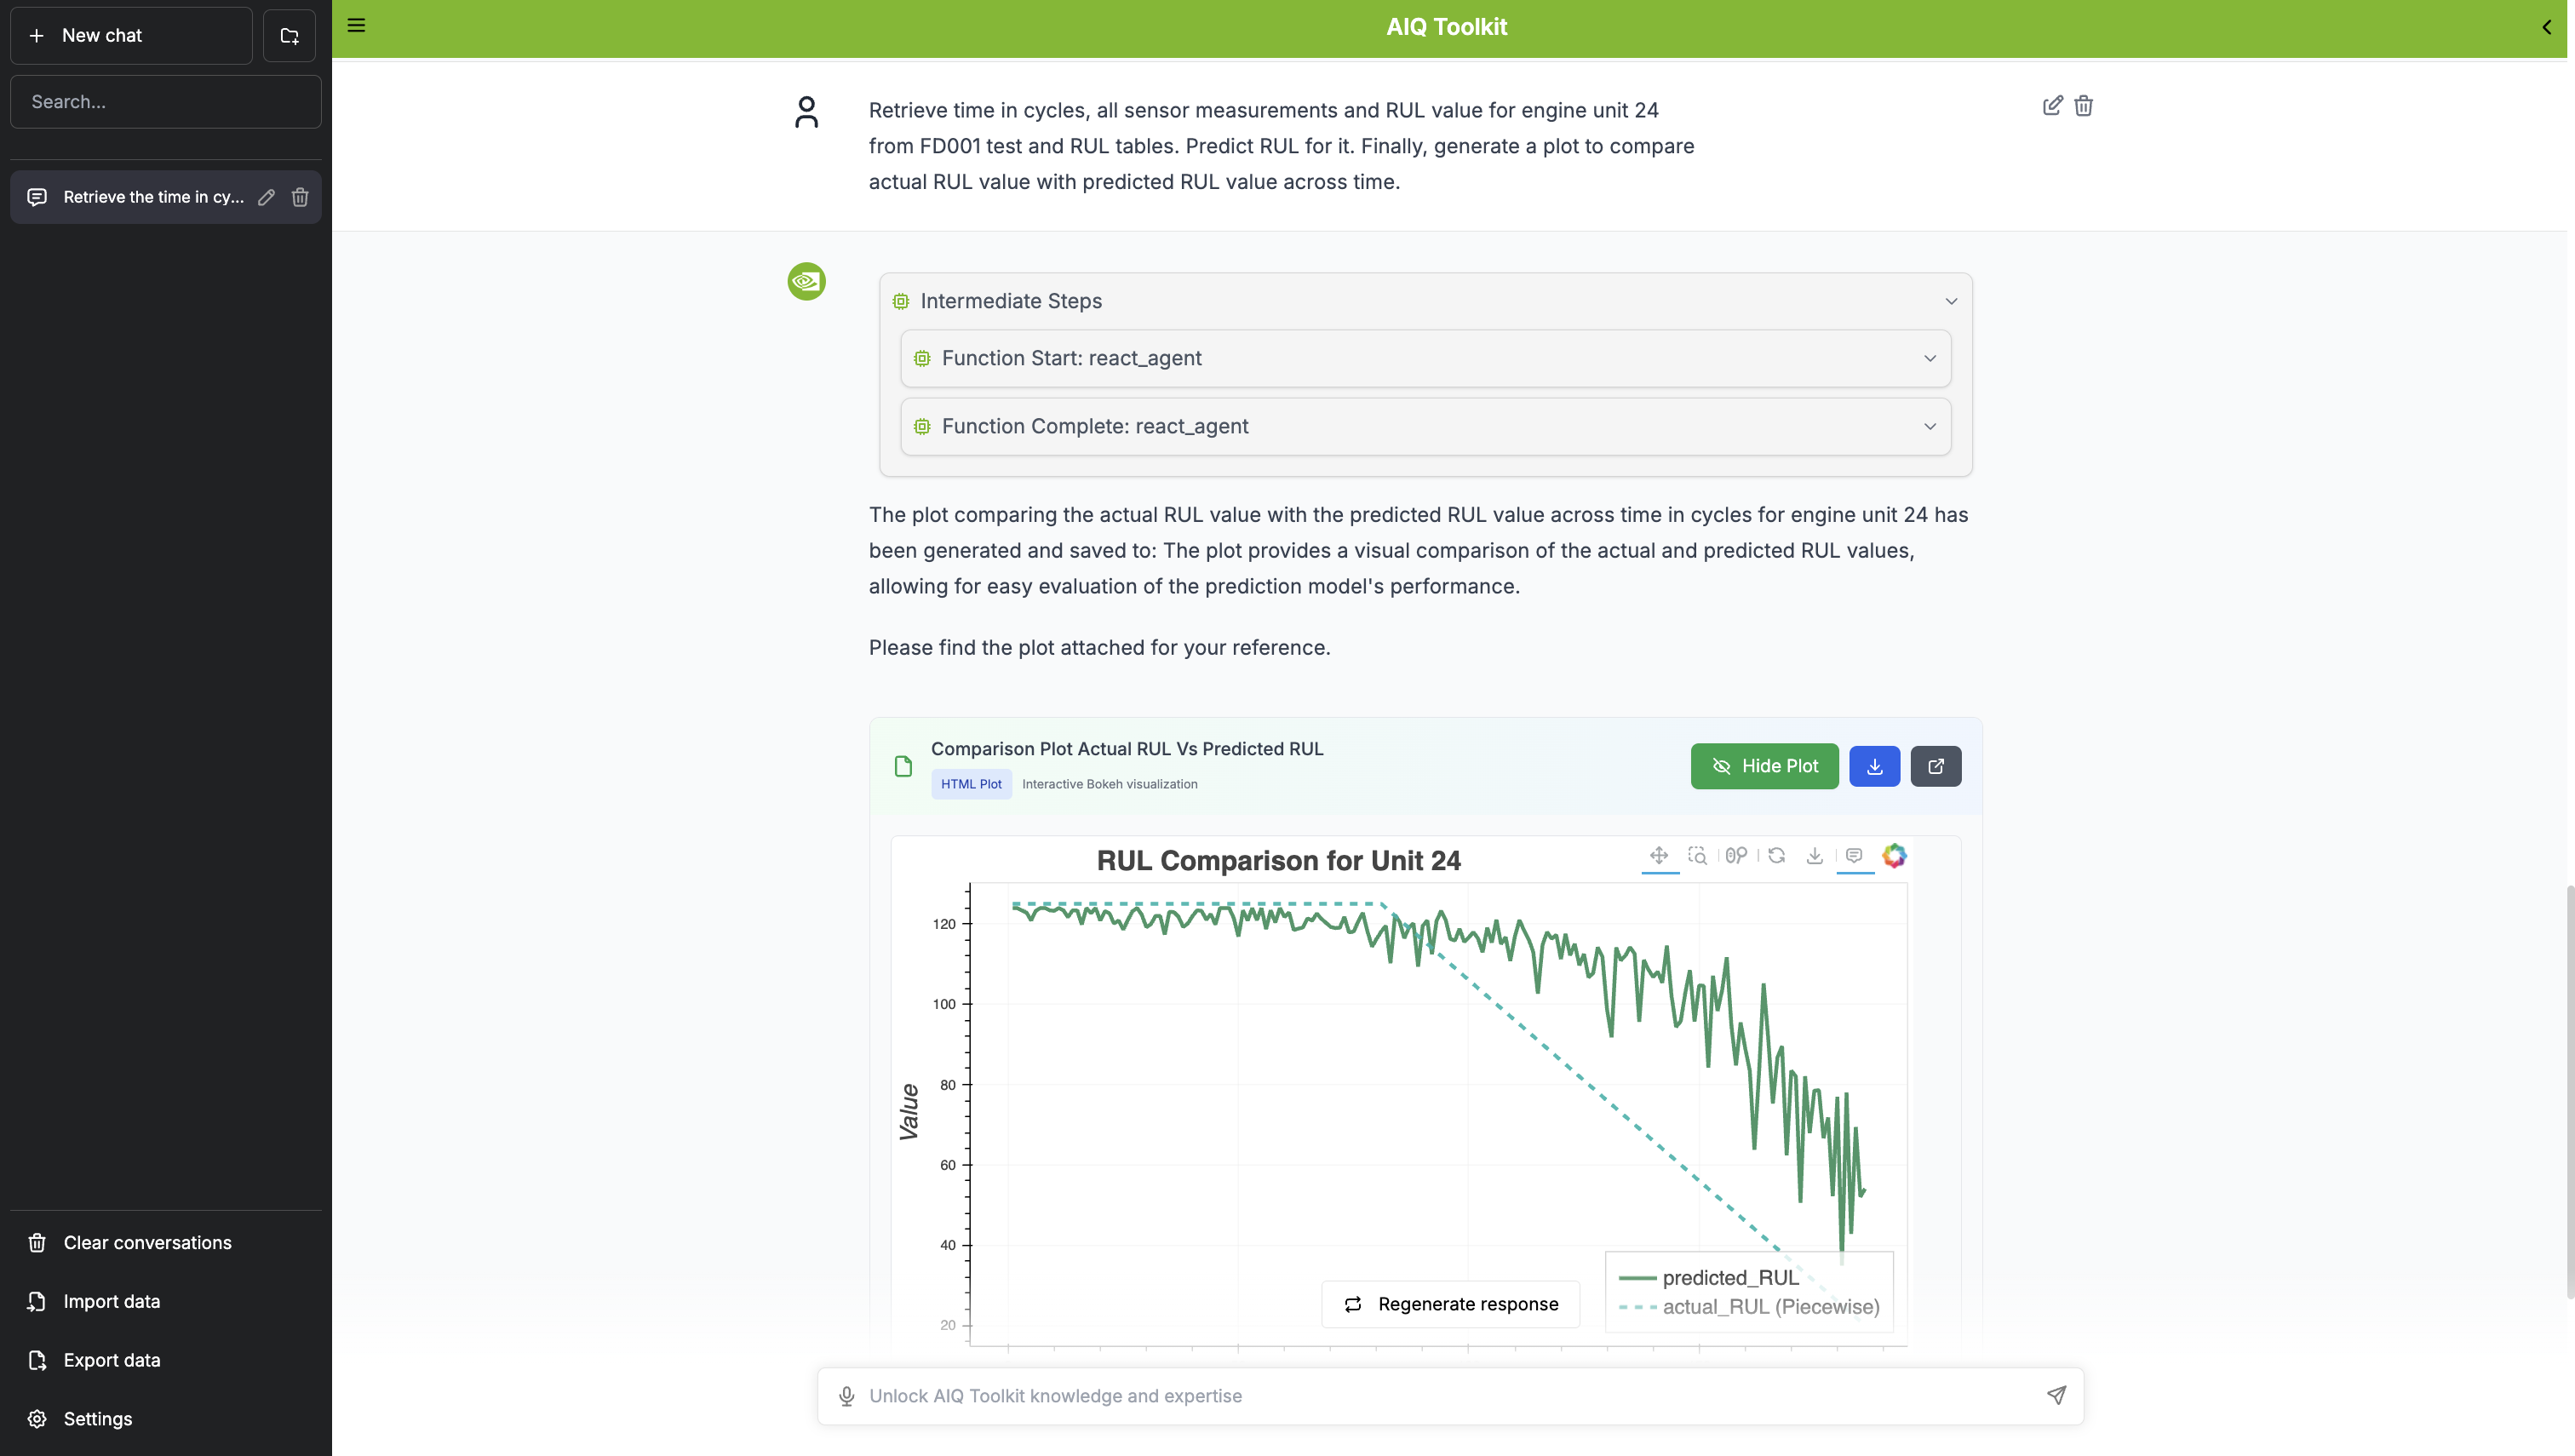 New chat
Search...
Retrieve the time in cy...
Clear conversations
Import data
Export data
Settings
AIQ Toolkit
Retrieve time in cycles, all sensor measurements and RUL value for engine unit 24
from FD001 test and RUL tables. Predict RUL for it. Finally, generate a plot to compare
actual RUL value with predicted RUL value across time.
Intermediate Steps
Function Start: react_agent
Function Complete: react_agent
The plot comparing the actual RUL value with the predicted RUL value across time in cycles for engine unit 24 has
been generated and saved to: The plot provides a visual comparison of the actual and predicted RUL values,
allowing for easy evaluation of the prediction model's performance.
Please find the plot attached for your reference.
Comparison Plot Actual RUL Vs Predicted RUL
HTML Plot Interactive Bokeh visualization
Hide Plot
RUL Comparison for Unit 24
120
100
80
60
40
20
Value
predicted_RUL
actual_RUL (Piecewise)
Regenerate response
Unlock AIQ Toolkit knowledge and expertise